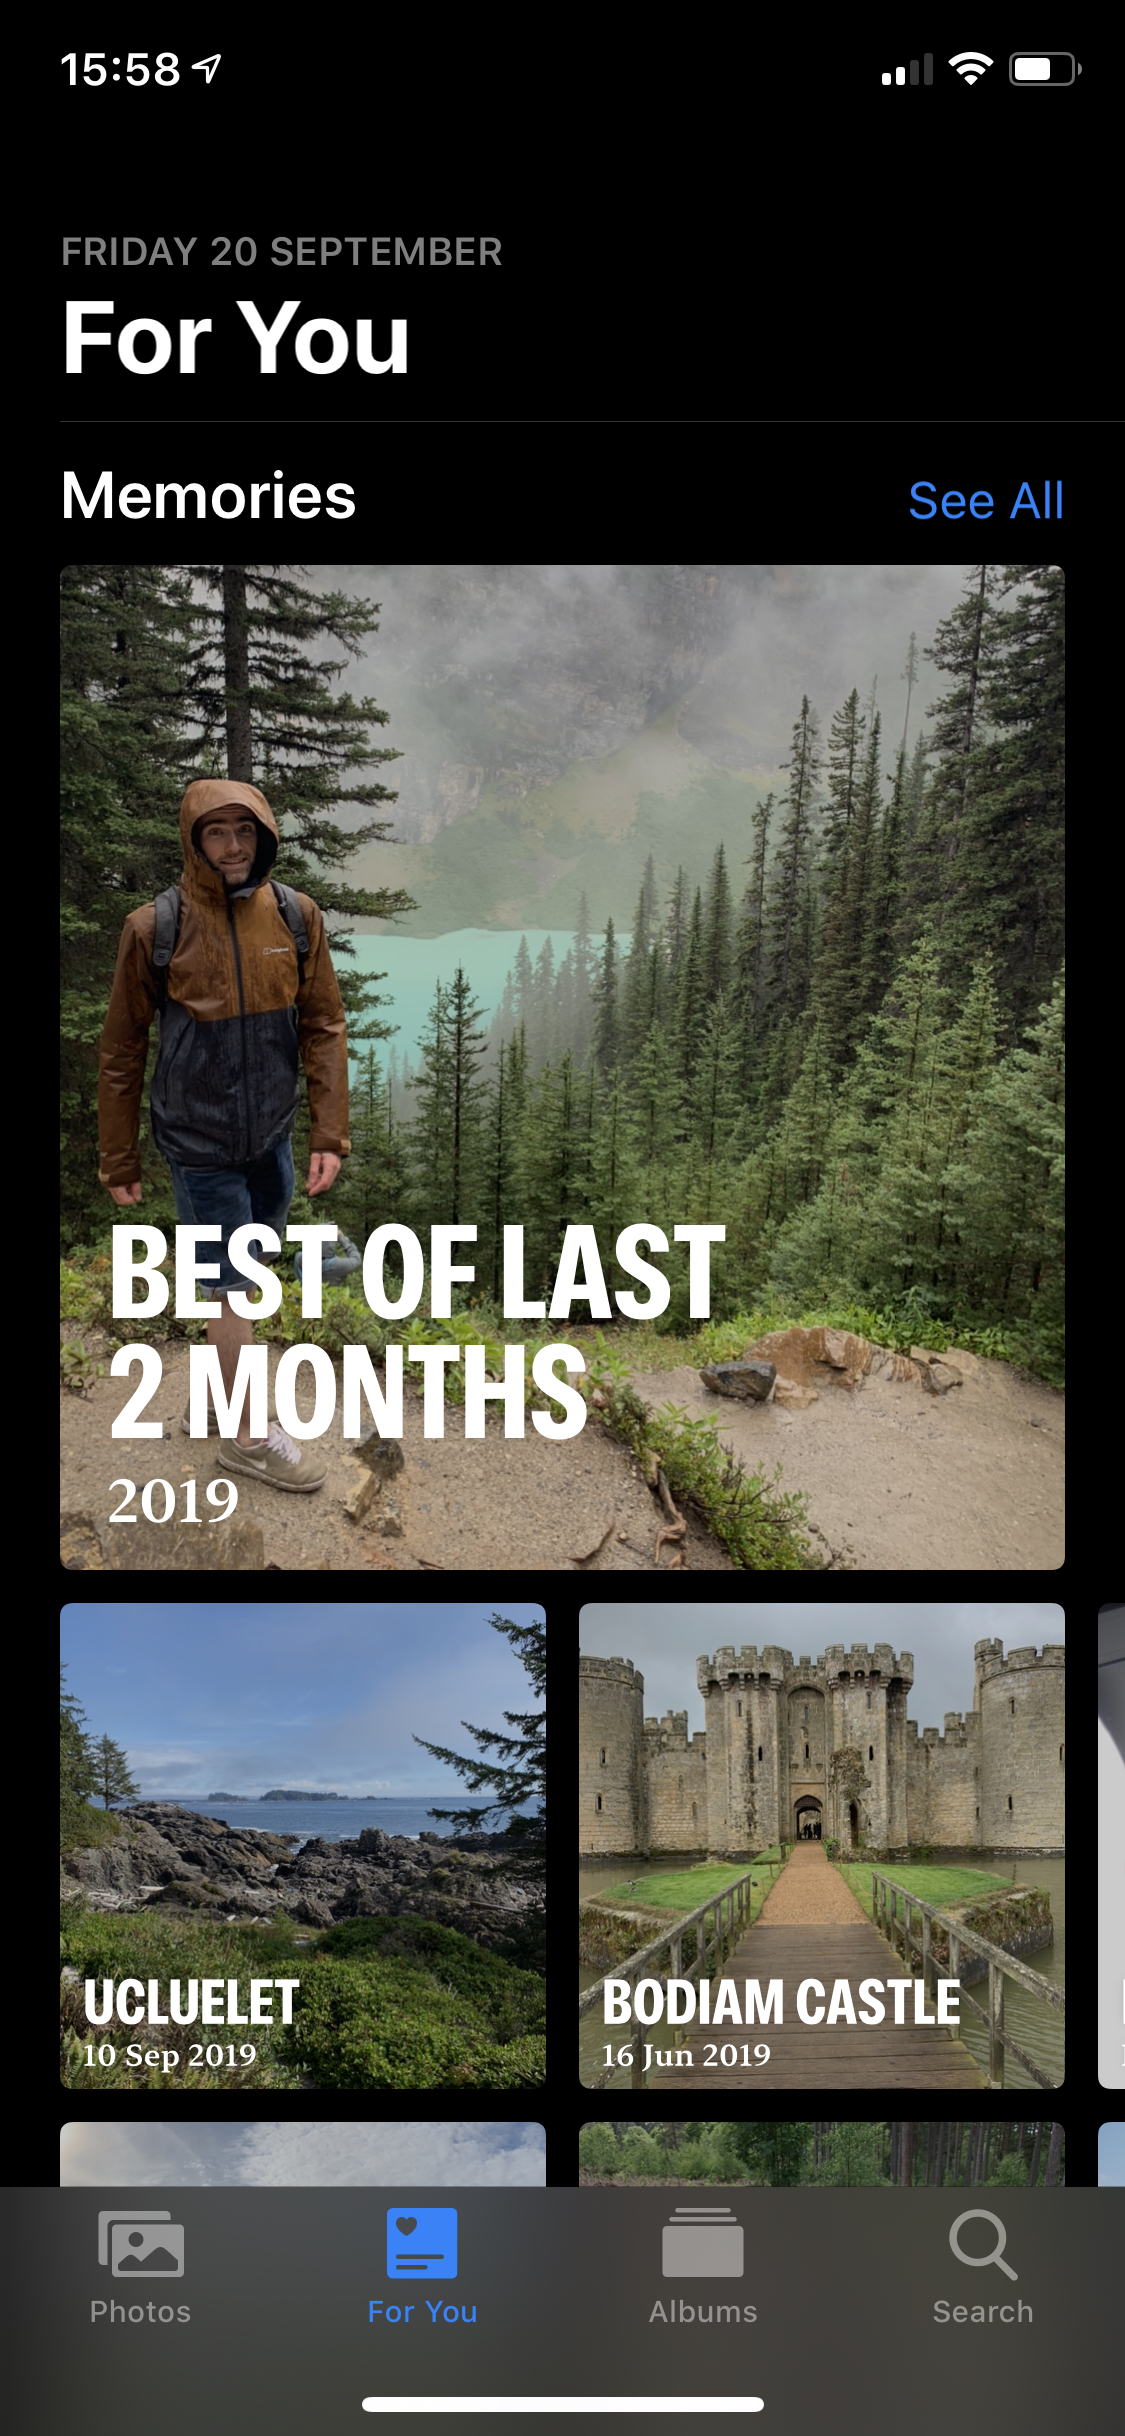 15:58
FRIDAY 20 SEPTEMBER
For You
Memories
See All
BEST OF LAST
2 MONTHS
2019
UCLUELET
10 Sep 2019
BODIAM CASTLE
16 Jun 2019
Photos
For You
Albums
Search